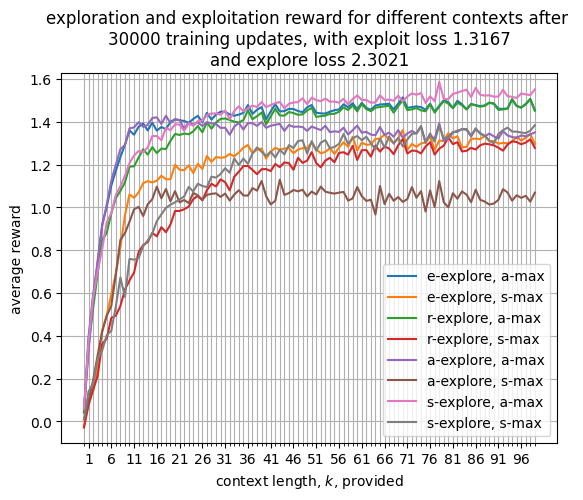 exploration and exploitation reward for different contexts after
30000 training updates, with exploit loss 1.3167
and explore loss 2.3021
1.6
1.4
1.2
1.0
0.8
0.6
0.4
0.2
0.0
average reward
e-explore, a-max
e-explore, s-max
r-explore, a-max
r-explore, s-max
a-explore, a-max
a-explore, s-max
s-explore, a-max
s-explore, s-max
1 6 11 16 21 26 31 36 41 46 51 56 61 66 71 76 81 86 91 96
context length, k, provided